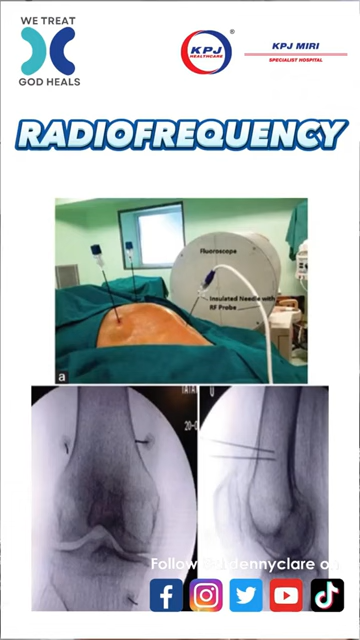 WE TREAT
GOD HEALS
KPJ
HEALTHCARE
®
KPJ MIRI
SPECIALIST HOSPITAL
RADIOFREQUENCY
Fluoroscope
Insulated Needle with
RF Probe
a
20-
dennyclare on